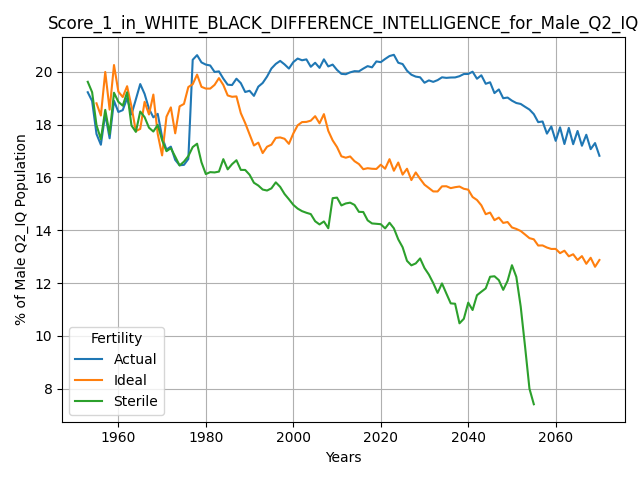 Score_1_in_WHITE_BLACK_DIFFERENCE_INTELLIGENCE_for_Male_Q2_IQ
% of Male Q2_IQ Population
20
18
16
14
12
10
8
Fertility
Actual
Ideal
Sterile
1960
1980
2000
2020
2040
2060
Years